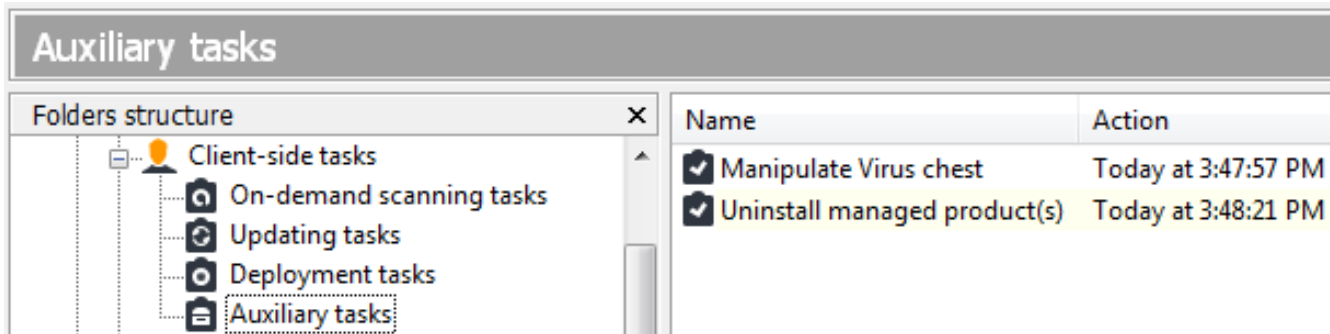 Auxiliary tasks
Folders structure
Client-side tasks
On-demand scanning tasks
Updating tasks
Deployment tasks
Auxiliary tasks
Name Action
Manipulate Virus chest Today at 3:47:57 PM
Uninstall managed product(s) Today at 3:48:21 PM